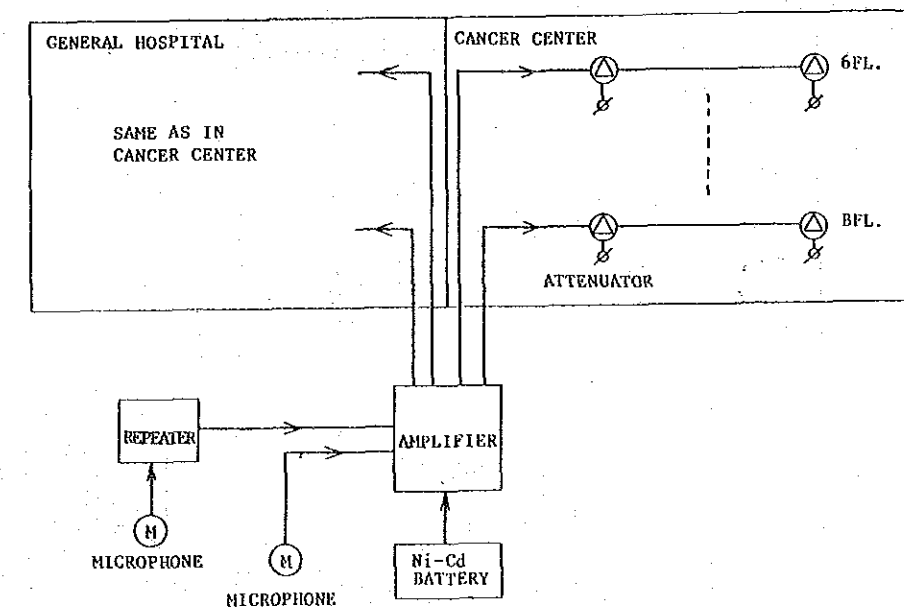 GENERAL HOSPITAL
CANCER CENTER
6FL.
SAME AS IN
CANCER CENTER
BFL.
ATTENUATOR
REPEATER
AMPLIFIER
M
MICROPHONE
M
MICROPHONE
Ni-Cd
BATTERY